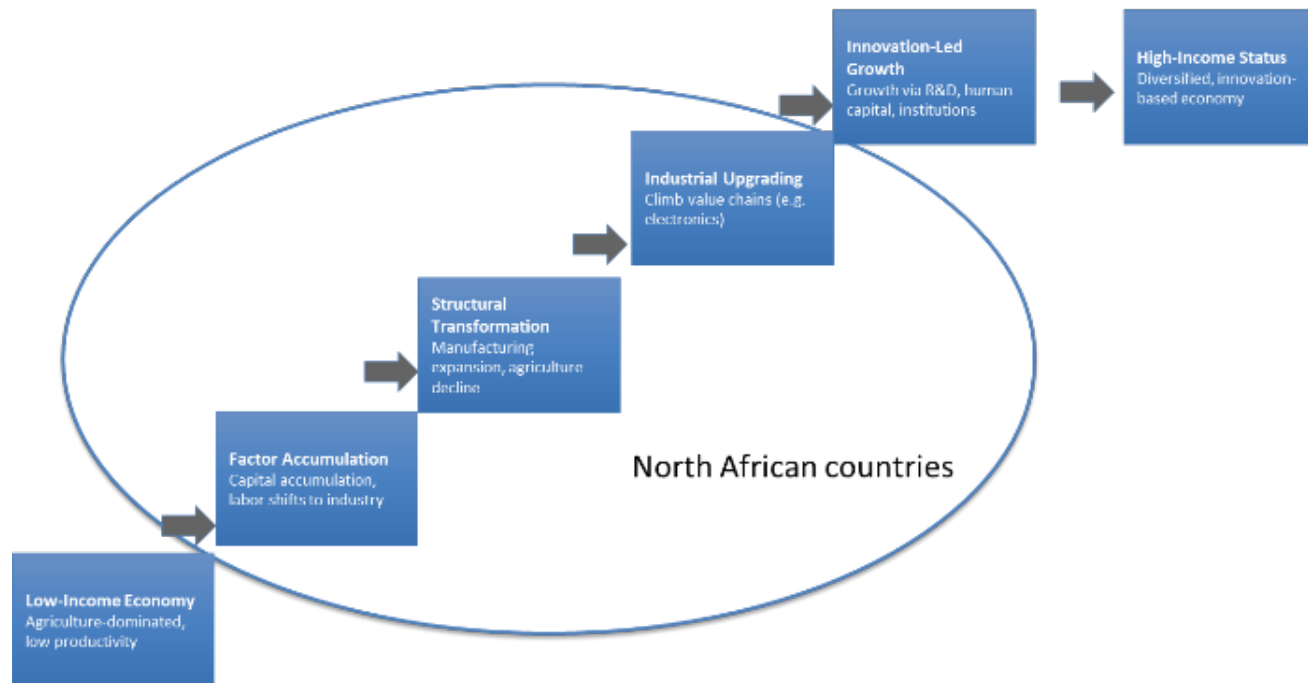 Innovation-Led
Growth
Growth via R&D, human
capital, institutions
High-Income Status
Diversified, innovation-
based economy
Industrial Upgrading
Climb value chains (e.g.
electronics)
Structural
Transformation
Manufacturing
expansion, agriculture
decline
Factor Accumulation
Capital accumulation,
labor shifts to industry
North African countries
Low-Income Economy
Agriculture-dominated,
low productivity